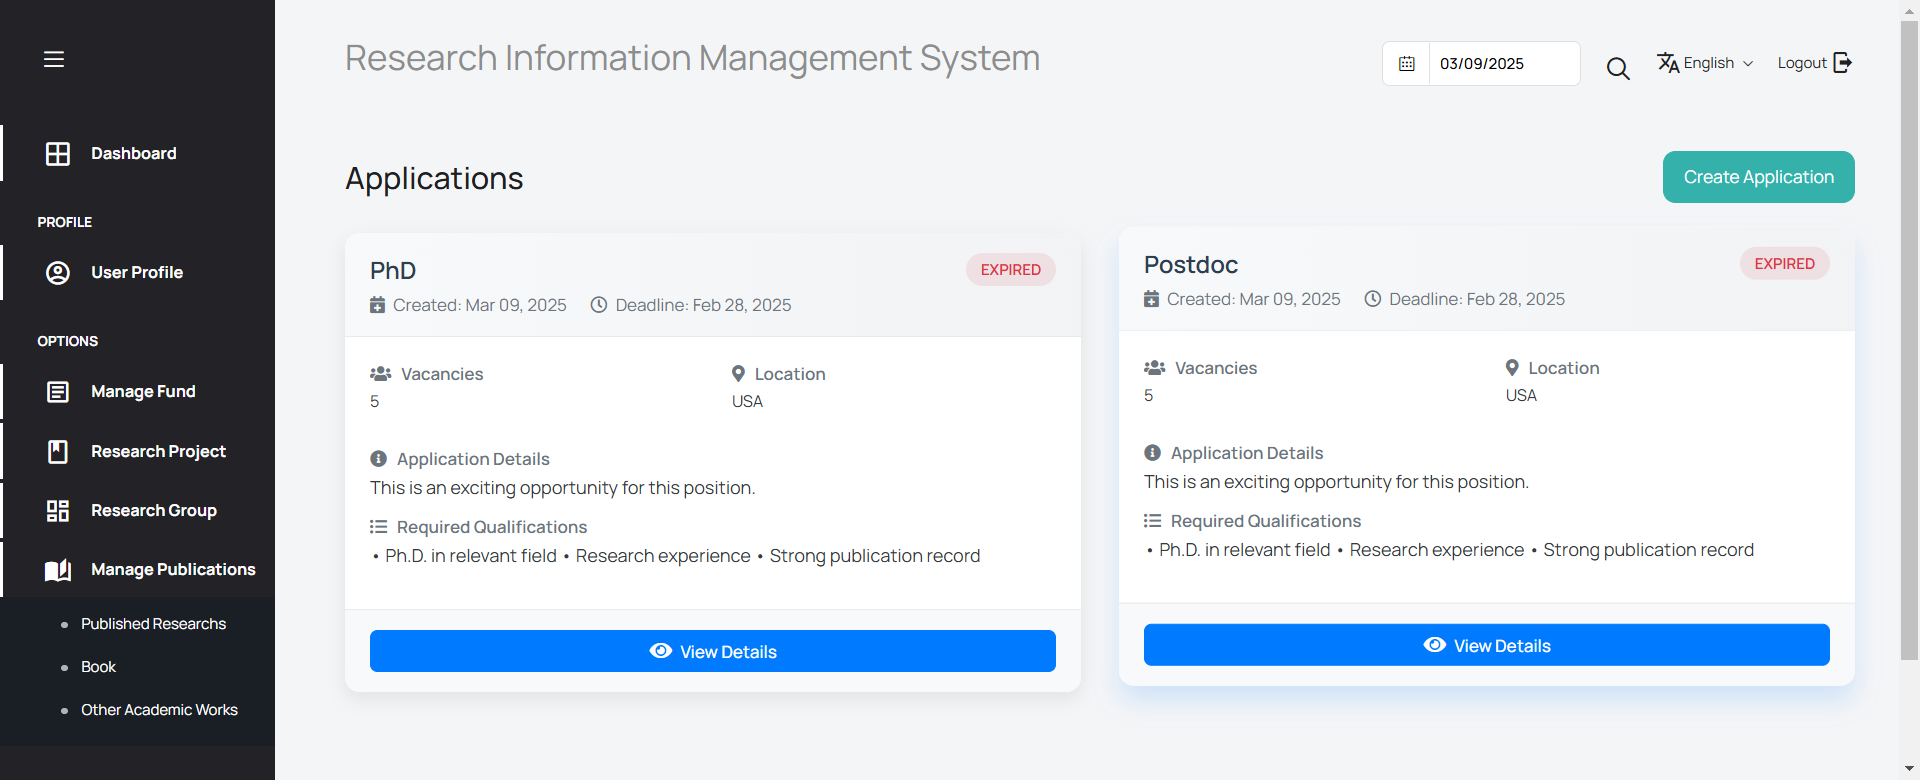 Research Information Management System
03/09/2025
English
Logout
Dashboard
PROFILE
User Profile
OPTIONS
Manage Fund
Research Project
Research Group
Manage Publications
• Published Researchs
• Book
• Other Academic Works
Applications
Create Application
PhD
EXPIRED
Created: Mar 09, 2025 Deadline: Feb 28, 2025
Vacancies
5
Location
USA
Application Details
This is an exciting opportunity for this position.
Required Qualifications
• Ph.D. in relevant field • Research experience • Strong publication record
View Details
Postdoc
EXPIRED
Created: Mar 09, 2025 Deadline: Feb 28, 2025
Vacancies
5
Location
USA
Application Details
This is an exciting opportunity for this position.
Required Qualifications
• Ph.D. in relevant field • Research experience • Strong publication record
View Details